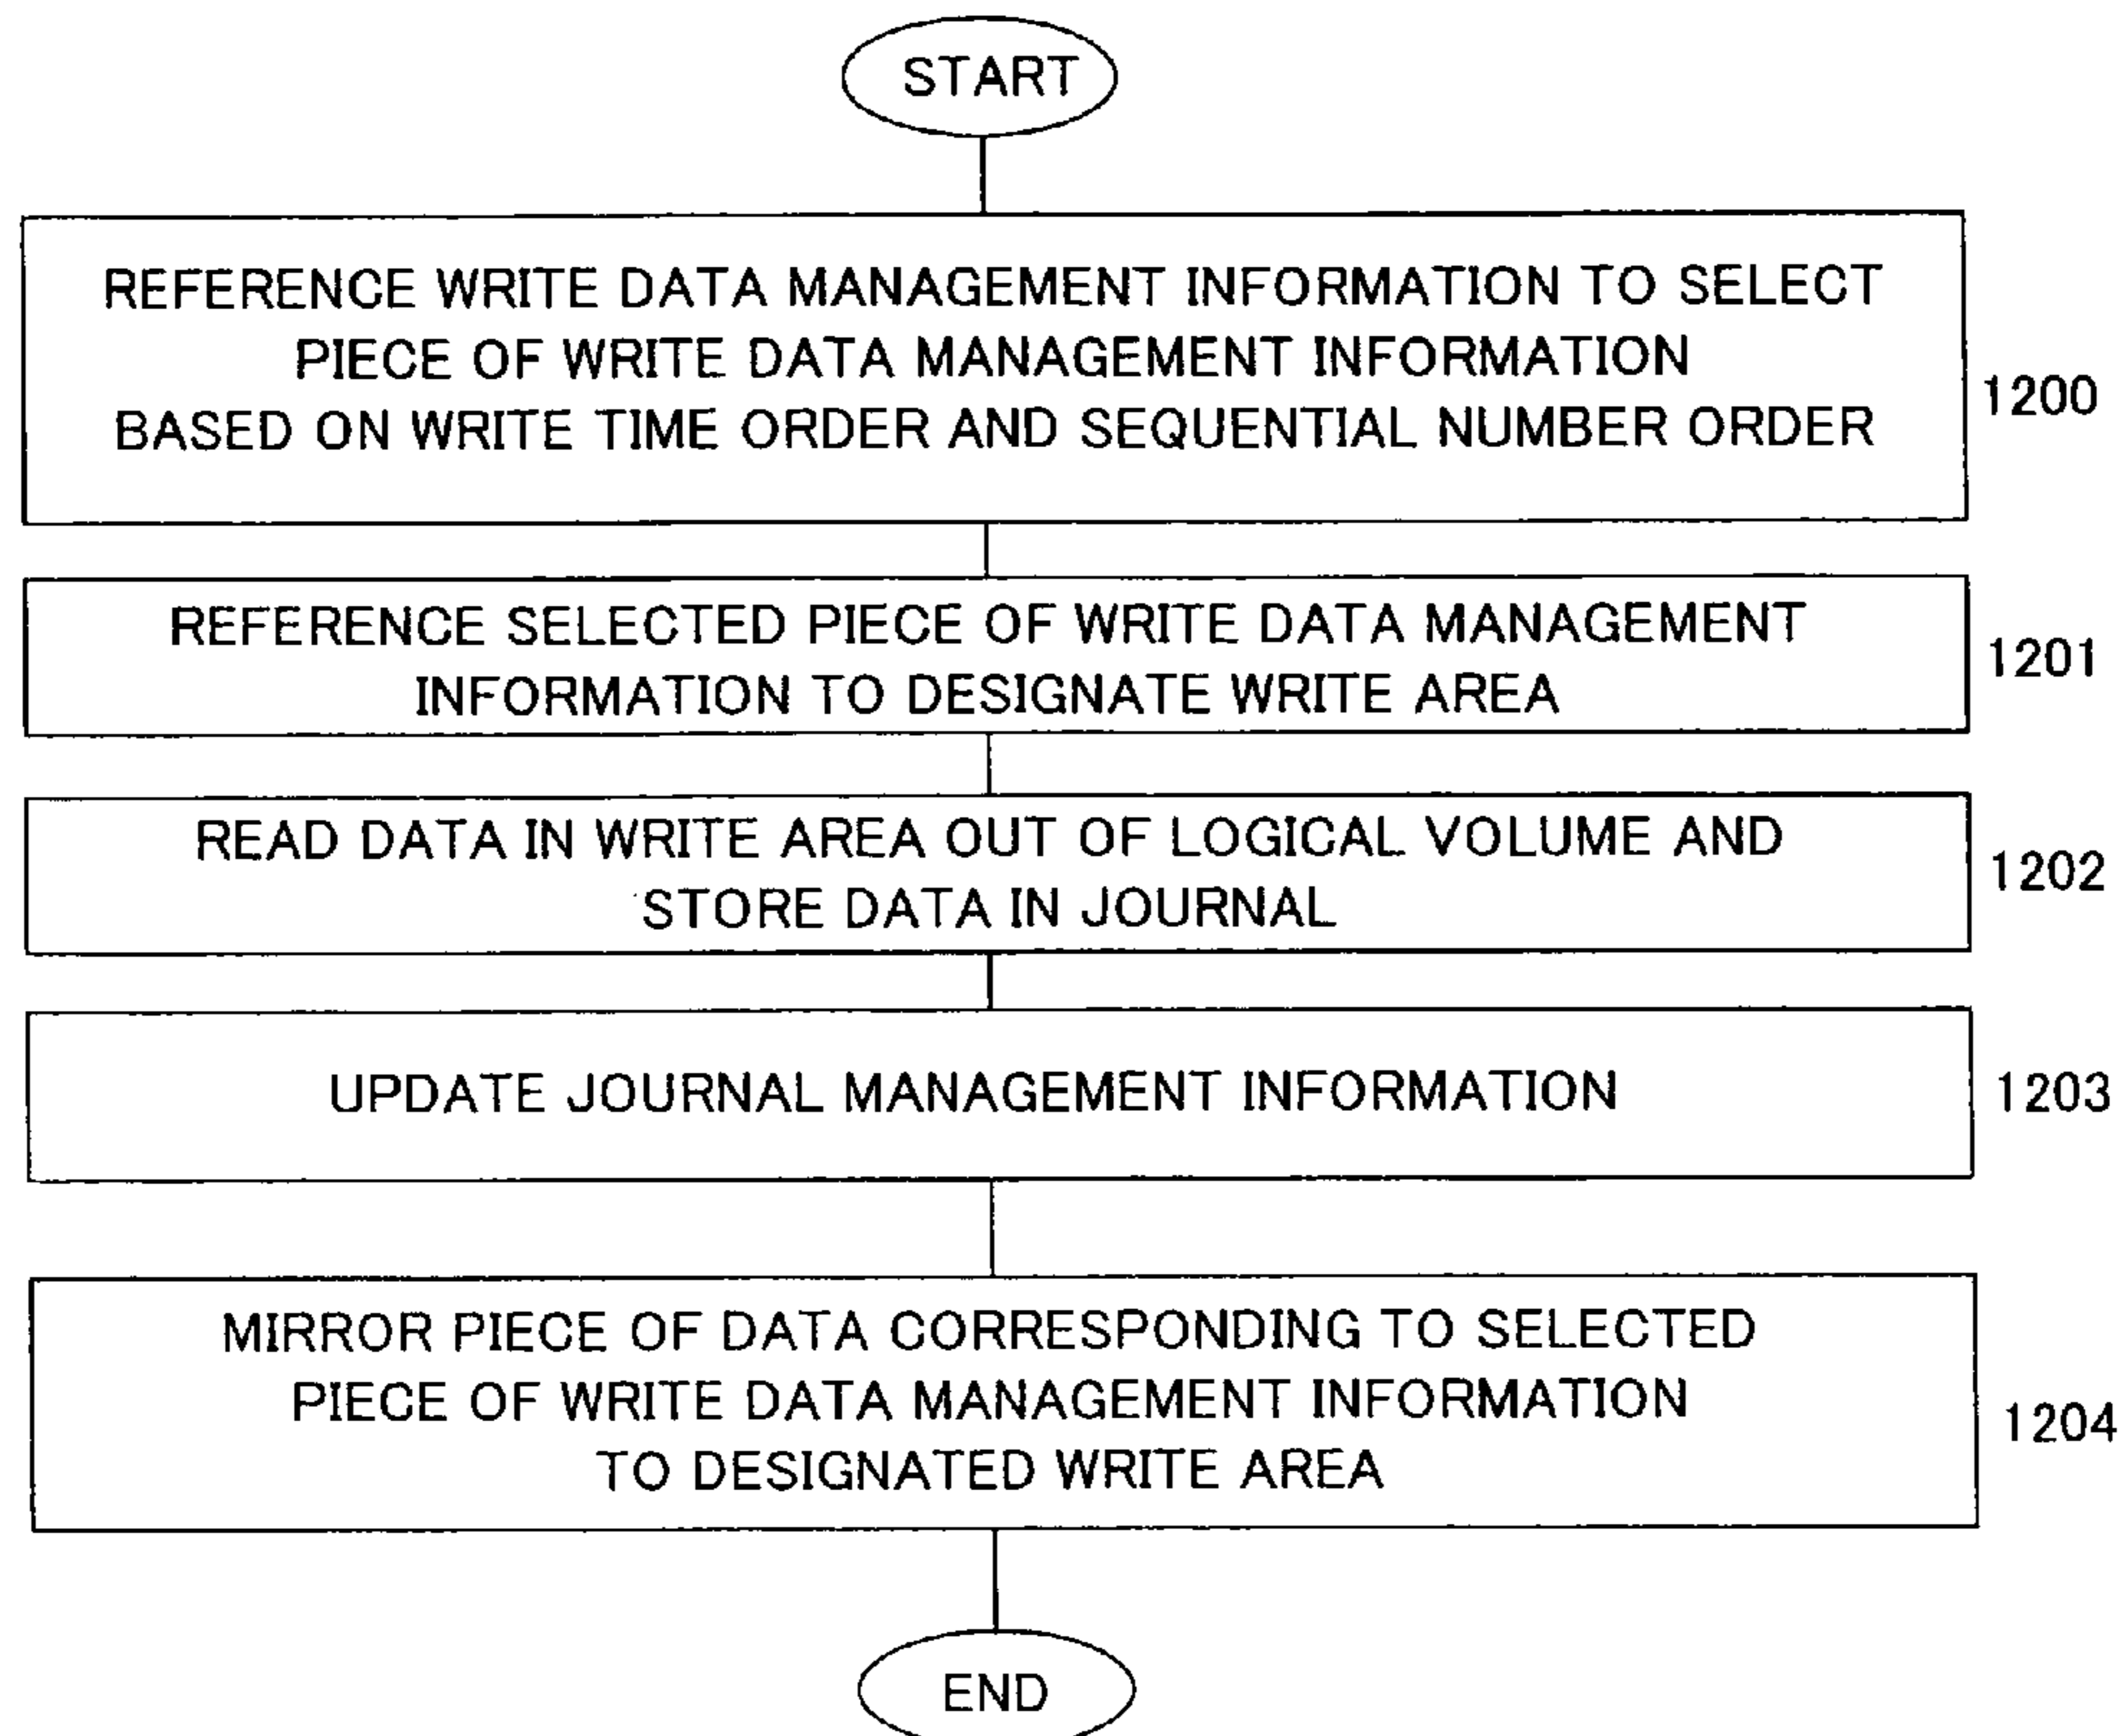 START
REFERENCE WRITE DATA MANAGEMENT INFORMATION TO SELECT
PIECE OF WRITE DATA MANAGEMENT INFORMATION
BASED ON WRITE TIME ORDER AND SEQUENTIAL NUMBER ORDER
1200
REFERENCE SELECTED PIECE OF WRITE DATA MANAGEMENT
INFORMATION TO DESIGNATE WRITE AREA
1201
READ DATA IN WRITE AREA OUT OF LOGICAL VOLUME AND
STORE DATA IN JOURNAL
1202
UPDATE JOURNAL MANAGEMENT INFORMATION
1203
MIRROR PIECE OF DATA CORRESPONDING TO SELECTED
PIECE OF WRITE DATA MANAGEMENT INFORMATION
TO DESIGNATED WRITE AREA
1204
END